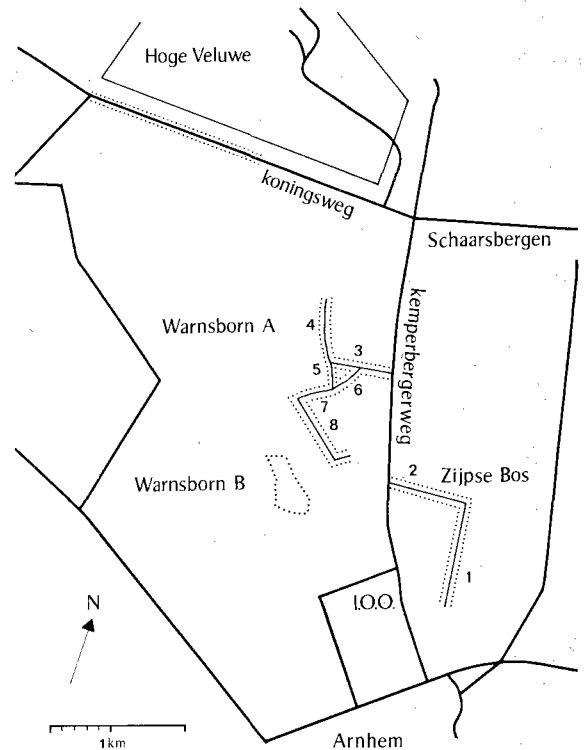 Hoge Veluwe
koningsweg
Schaarsbergen
kemperbergerweg
Warnsborn A
4
3
5
6
7
8
Warnsborn B
2
Zijpse Bos
1
I.O.O.
N
1km
Arnhem